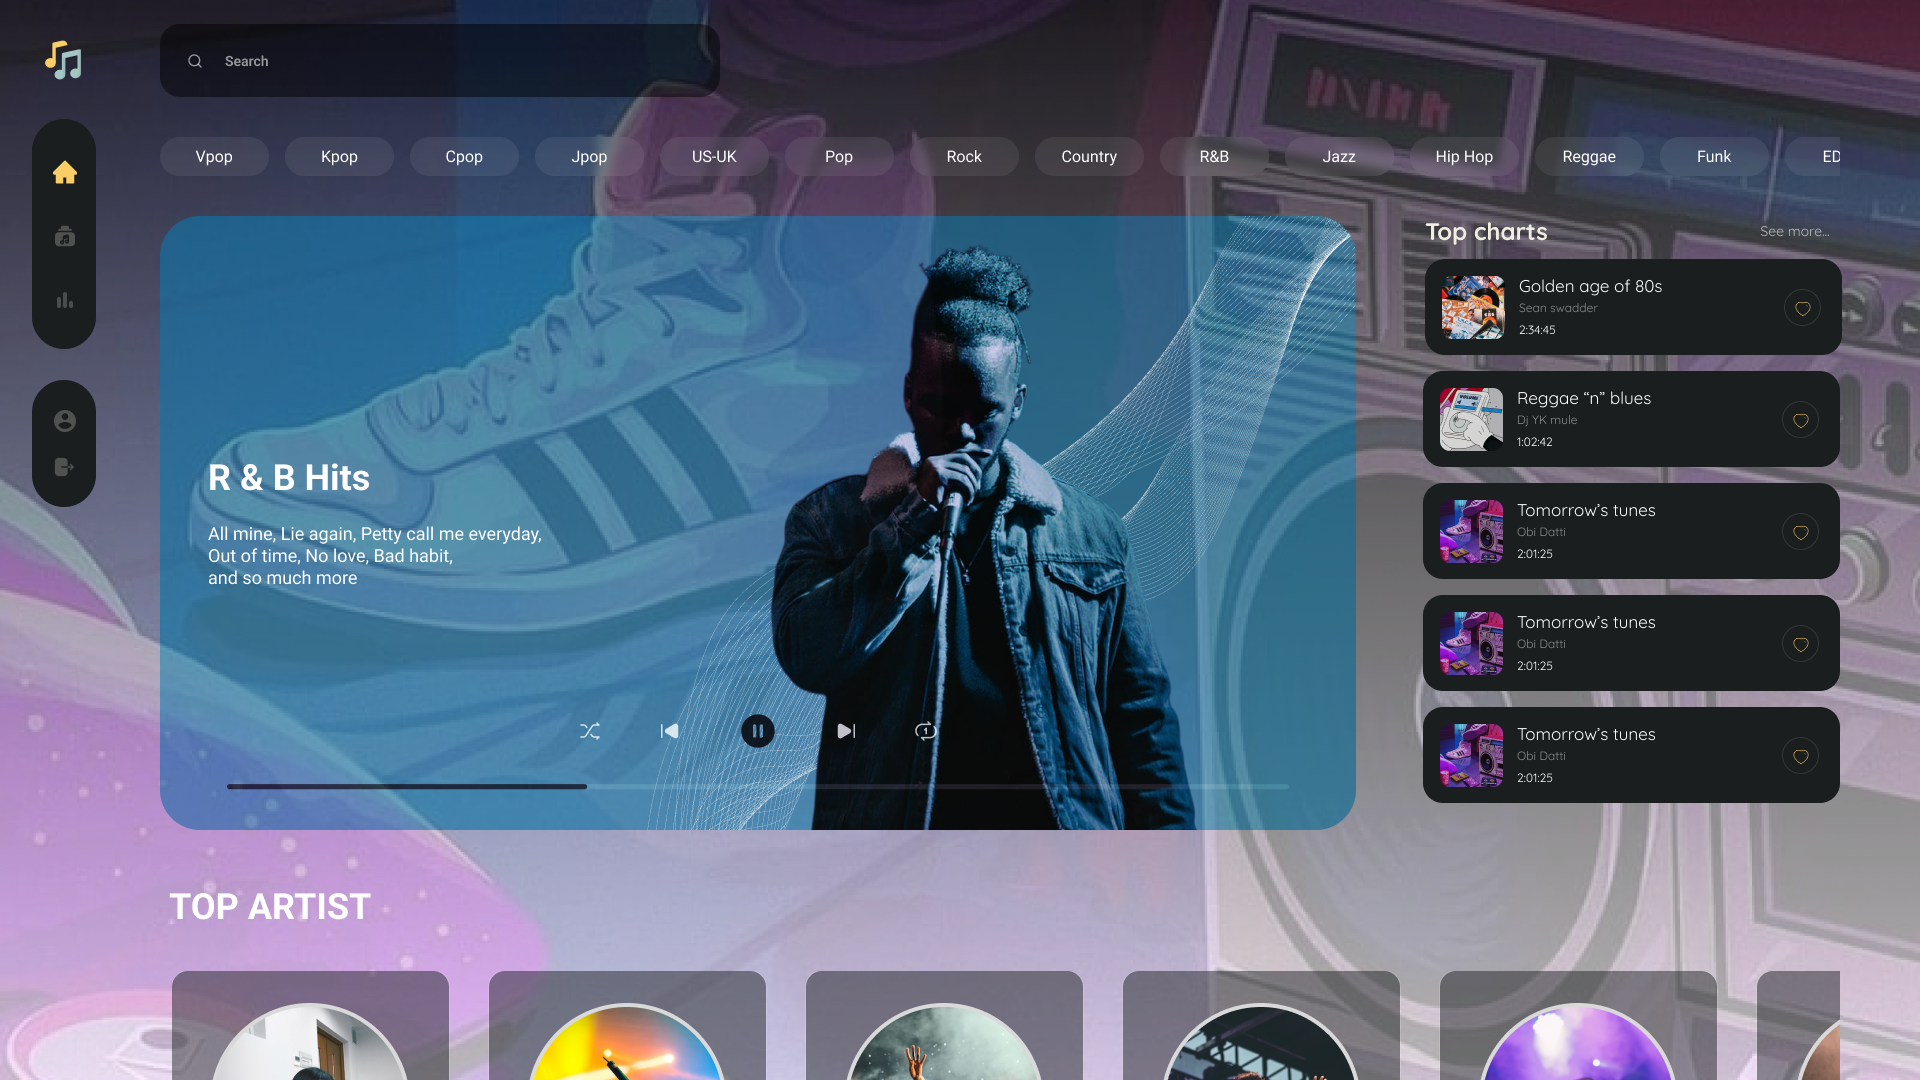 Search
Vpop
Kpop
Cpop
Jpop
US-UK
Pop
Rock
Country
R&B
Jazz
Hip Hop
Reggae
Funk
ED
R & B Hits
All mine, Lie again, Petty call me everyday,
Out of time, No love, Bad habit,
and so much more
1
Top charts
See more...
Golden age of 80s
Sean swadder
2:34:45
Reggae “n” blues
Dj YK mule
1:02:42
Tomorrow’s tunes
Obi Datti
2:01:25
Tomorrow’s tunes
Obi Datti
2:01:25
Tomorrow’s tunes
Obi Datti
2:01:25
TOP ARTIST